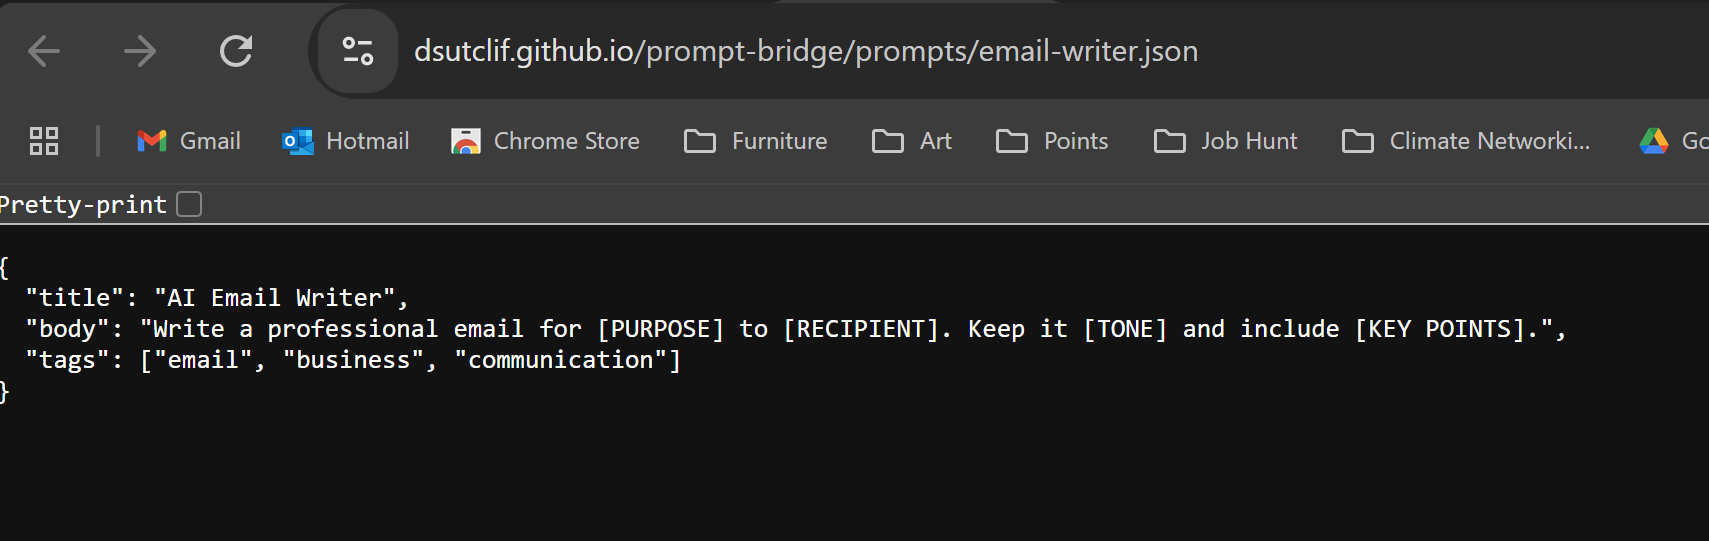 dsutclif.github.io/prompt-bridge/prompts/email-writer.json
Gmail Hotmail Chrome Store Furniture Art Points Job Hunt Climate Networki... Go
Pretty-print
{
  "title": "AI Email Writer",
  "body": "Write a professional email for [PURPOSE] to [RECIPIENT]. Keep it [TONE] and include [KEY POINTS].",
  "tags": ["email", "business", "communication"]
}